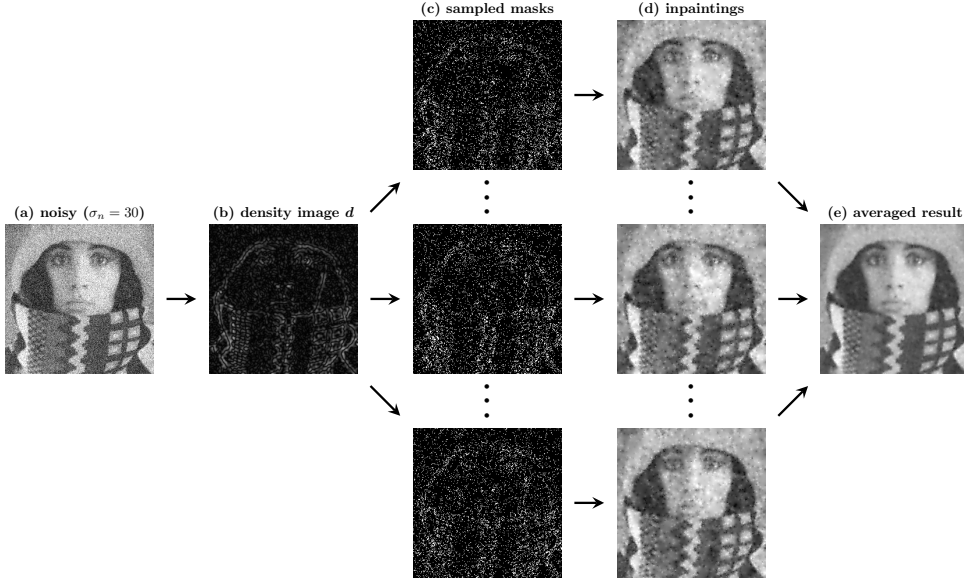 (c) sampled masks
(d) inpaintings
(a) noisy (σₙ = 30)
(b) density image d
(e) averaged result